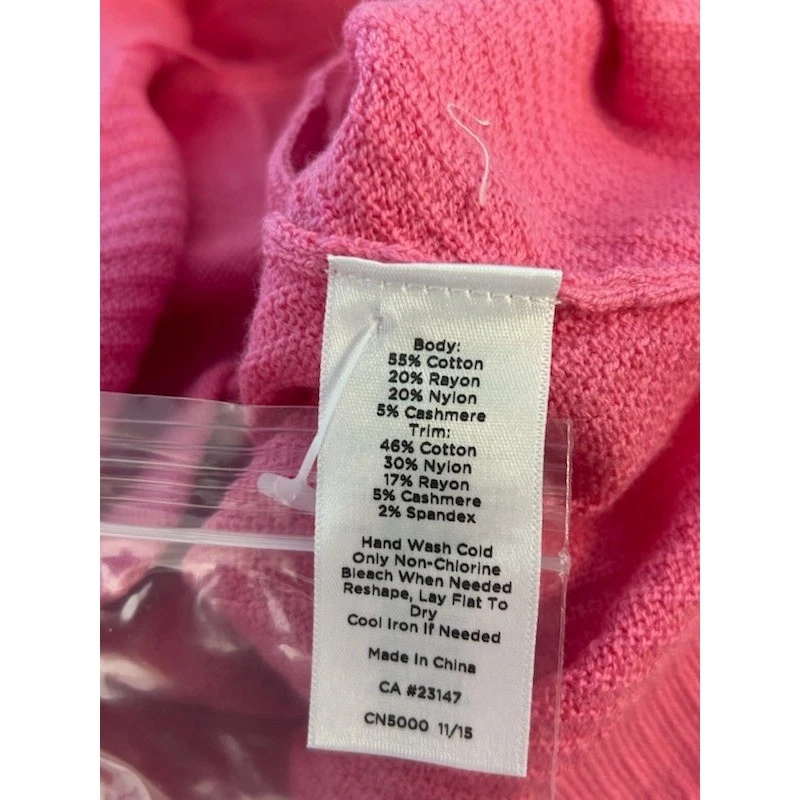 Body:
55% Cotton
20% Rayon
20% Nylon
5% Cashmere
Trim:
46% Cotton
30% Nylon
17% Rayon
5% Cashmere
2% Spandex
Hand Wash Cold
Only Non-Chlorine
Bleach When Needed
Reshape, Lay Flat To
Dry
Cool Iron If Needed
Made In China
CA #23147
CN5000 11/15